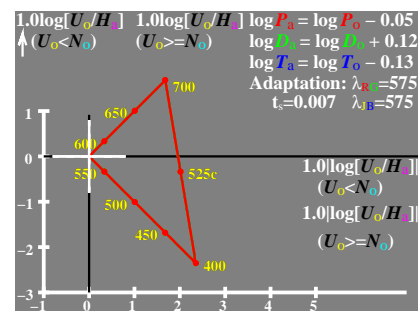 1.0log[Uo/Ha] 1.0log[Uo/Ha] log Pa = log Po − 0.05
(Uo<No) (Uo>=No) log Da = log Do + 0.12
log Ta = log To − 0.13
Adaptation: λRG=575
ts=0.007 λJB=575
700
650
1
600
0
550
525c
1.0|log[Uo/Ha]|
(Uo<No)
500
-1
1.0|log[Uo/Ha]|
450
(Uo>=No)
-2
400
-3
-1 0 1 2 3 4 5